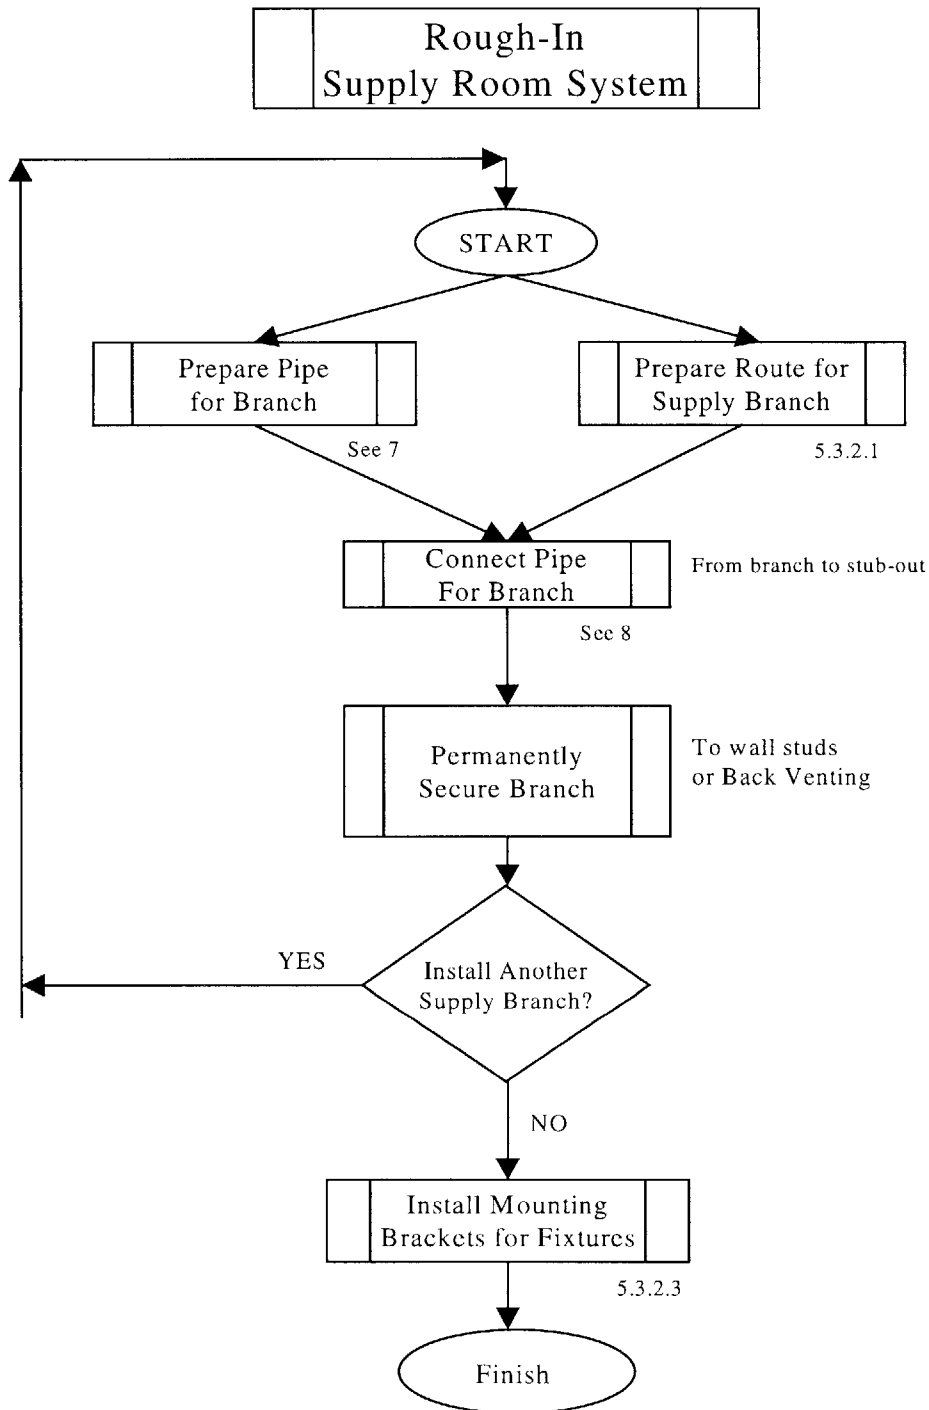 Rough-In
Supply Room System
START
Prepare Pipe
for Branch
Prepare Route for
Supply Branch
See 7
5.3.2.1
Connect Pipe
For Branch
From branch to stub-out
See 8
Permanently
Secure Branch
To wall studs
or Back Venting
YES
Install Another
Supply Branch?
NO
Install Mounting
Brackets for Fixtures
5.3.2.3
Finish